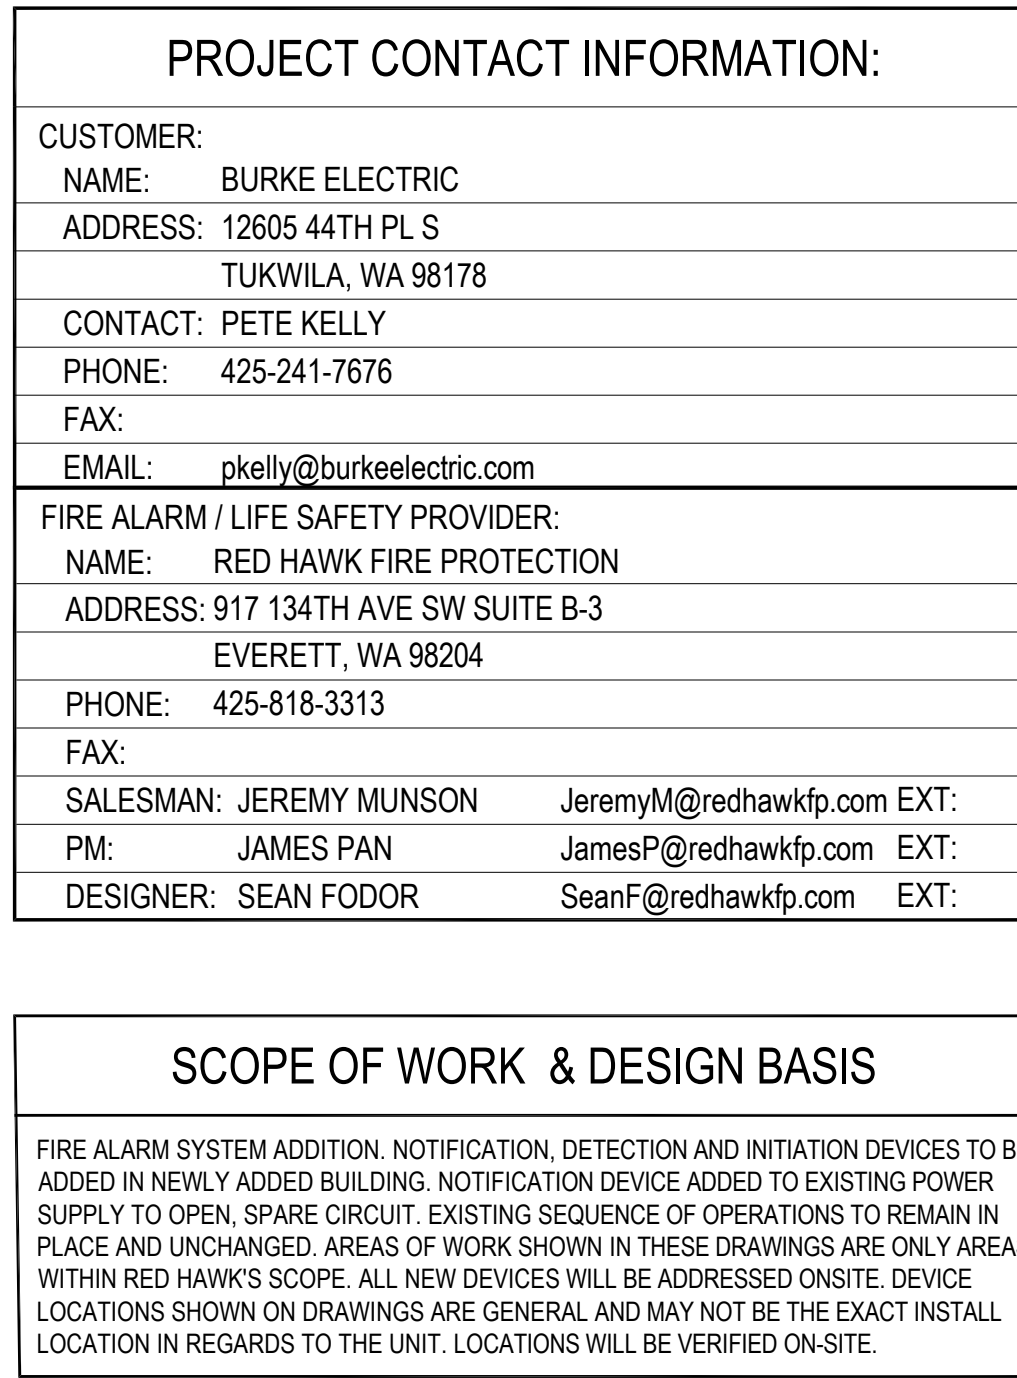 PROJECT CONTACT INFORMATION:
CUSTOMER:
NAME: BURKE ELECTRIC
ADDRESS: 12605 44TH PL S
TUKWILA, WA 98178
CONTACT: PETE KELLY
PHONE: 425-241-7676
FAX:
EMAIL: pkelly@burkeelectric.com
FIRE ALARM / LIFE SAFETY PROVIDER:
NAME: RED HAWK FIRE PROTECTION
ADDRESS: 917 134TH AVE SW SUITE B-3
EVERETT, WA 98204
PHONE: 425-818-3313
FAX:
SALESMAN: JEREMY MUNSON JeremyM@redhawkfp.com EXT:
PM: JAMES PAN JamesP@redhawkfp.com EXT:
DESIGNER: SEAN FODOR SeanF@redhawkfp.com EXT:
SCOPE OF WORK & DESIGN BASIS
FIRE ALARM SYSTEM ADDITION. NOTIFICATION, DETECTION AND INITIATION DEVICES TO
ADDED IN NEWLY ADDED BUILDING. NOTIFICATION DEVICE ADDED TO EXISTING POWER
SUPPLY TO OPEN, SPARE CIRCUIT. EXISTING SEQUENCE OF OPERATIONS TO REMAIN IN
PLACE AND UNCHANGED. AREAS OF WORK SHOWN IN THESE DRAWINGS ARE ONLY AREAS
WITHIN RED HAWK'S SCOPE. ALL NEW DEVICES WILL BE ADDRESSED ONSITE. DEVICE
LOCATIONS SHOWN ON DRAWINGS ARE GENERAL AND MAY NOT BE THE EXACT INSTALL
LOCATION IN REGARDS TO THE UNIT. LOCATIONS WILL BE VERIFIED ON-SITE.